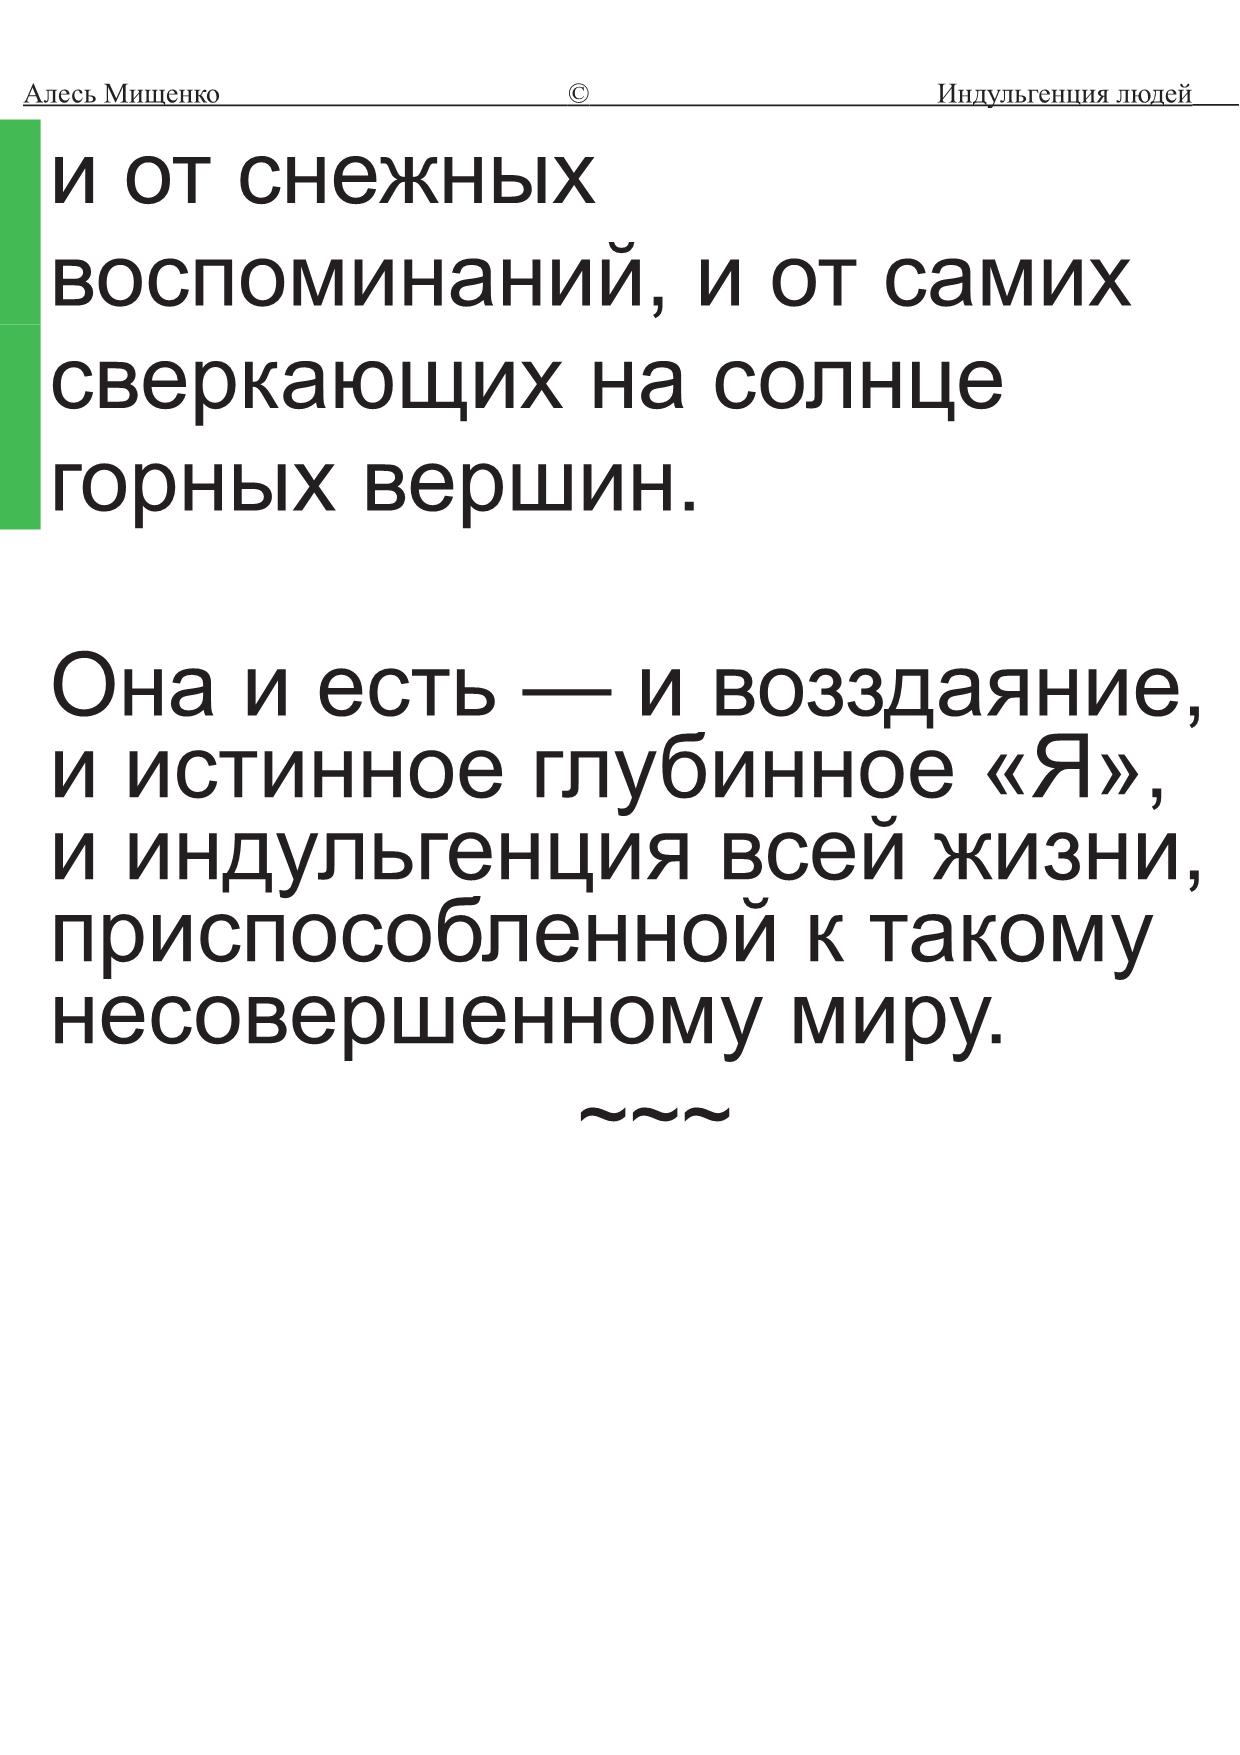 Алесь Мищенко © Индульгенция людей
и от снежных
воспоминаний, и от самих
сверкающих на солнце
горных вершин.
Она и есть — и возздаяние,
и истинное глубинное «Я»,
и индульгенция всей жизни,
приспособленной к такому
несовершенному миру.
~~~